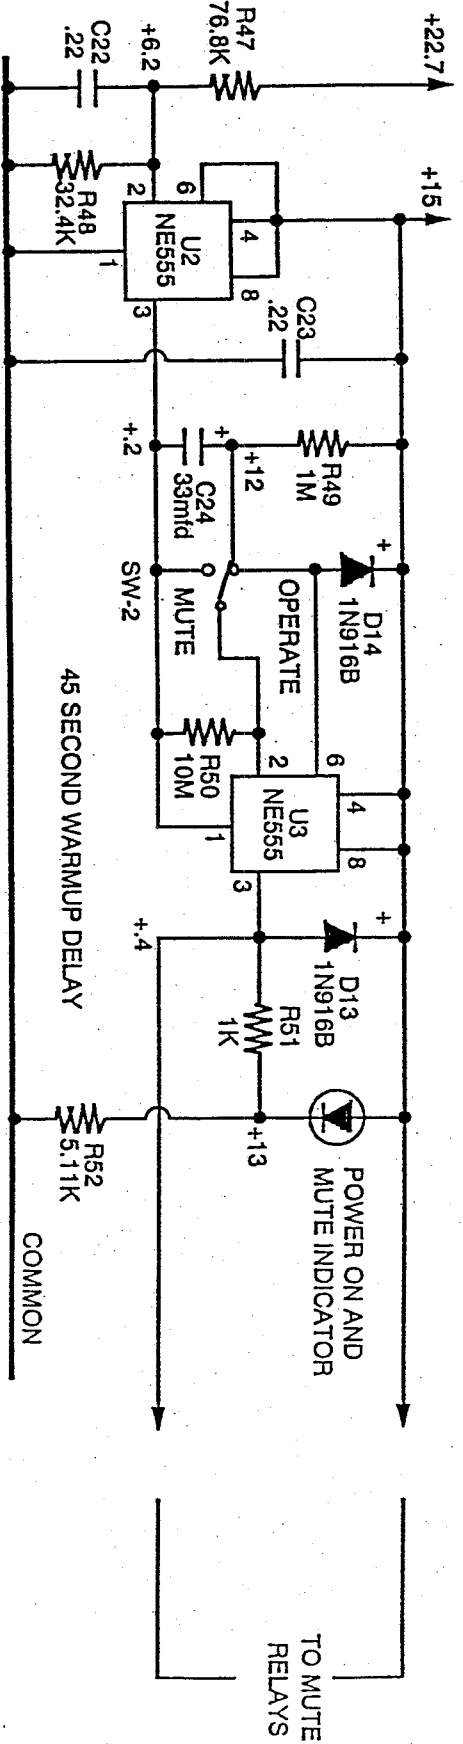 +22.7
+15
R47
76.8K
+6.2
C22
.22
R48
32.4K
2
6
4
8
1
3
U2
NE555
C23
.22
+.2
+
+12
C24
33mfd
R49
1M
SW-2
MUTE
OPERATE
+
D14
1N916B
R50
10M
2
6
4
8
1
3
U3
NE555
45 SECOND WARMUP DELAY
+.4
+
D13
1N916B
R51
1K
+13
R52
5.11K
POWER ON AND
MUTE INDICATOR
COMMON
TO MUTE
RELAYS